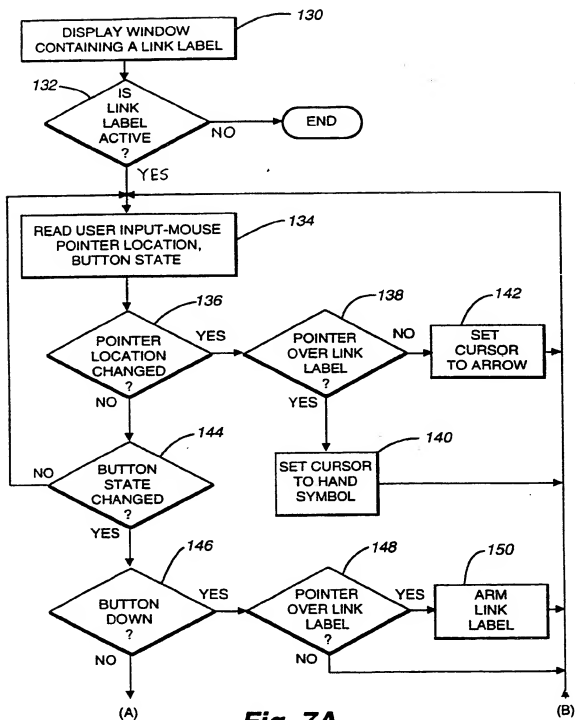 130
DISPLAY WINDOW
CONTAINING A LINK LABEL
132
IS
LINK
LABEL
ACTIVE
?
NO
END
YES
134
READ USER INPUT-MOUSE
POINTER LOCATION,
BUTTON STATE
136
POINTER
LOCATION
CHANGED
?
YES
NO
138
POINTER
OVER LINK
LABEL
?
NO
YES
142
SET
CURSOR
TO ARROW
140
SET CURSOR
TO HAND
SYMBOL
144
BUTTON
STATE
CHANGED
?
NO
YES
146
BUTTON
DOWN
?
YES
NO
148
POINTER
OVER LINK
LABEL
?
YES
NO
150
ARM
LINK
LABEL
(A)
Fig. 7A
(B)